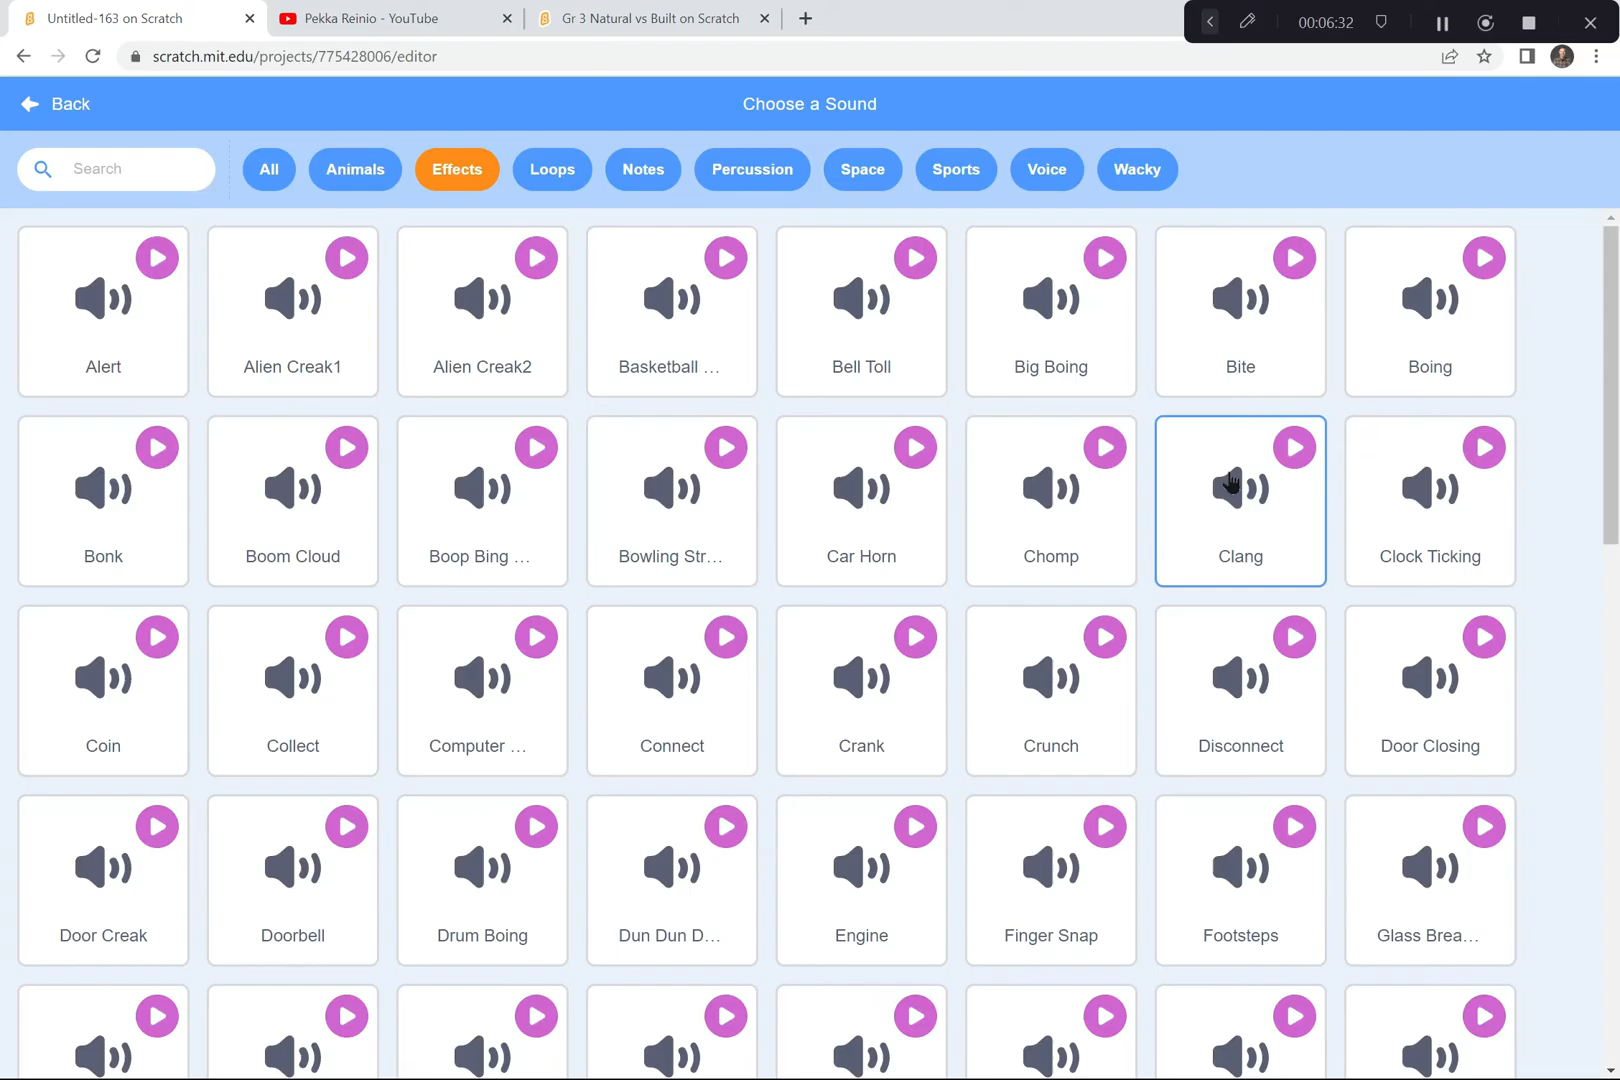 Untitled-163 on Scratch
Pekka Reinio - YouTube
Gr 3 Natural vs Built on Scratch
00:06:32
scratch.mit.edu/projects/775428006/editor
Back
Choose a Sound
Search
All
Animals
Effects
Loops
Notes
Percussion
Space
Sports
Voice
Wacky
Alert
Alien Creak1
Alien Creak2
Basketball ...
Bell Toll
Big Boing
Bite
Boing
Bonk
Boom Cloud
Boop Bing ...
Bowling Str...
Car Horn
Chomp
Clang
Clock Ticking
Coin
Collect
Computer ...
Connect
Crank
Crunch
Disconnect
Door Closing
Door Creak
Doorbell
Drum Boing
Dun Dun D...
Engine
Finger Snap
Footsteps
Glass Brea...